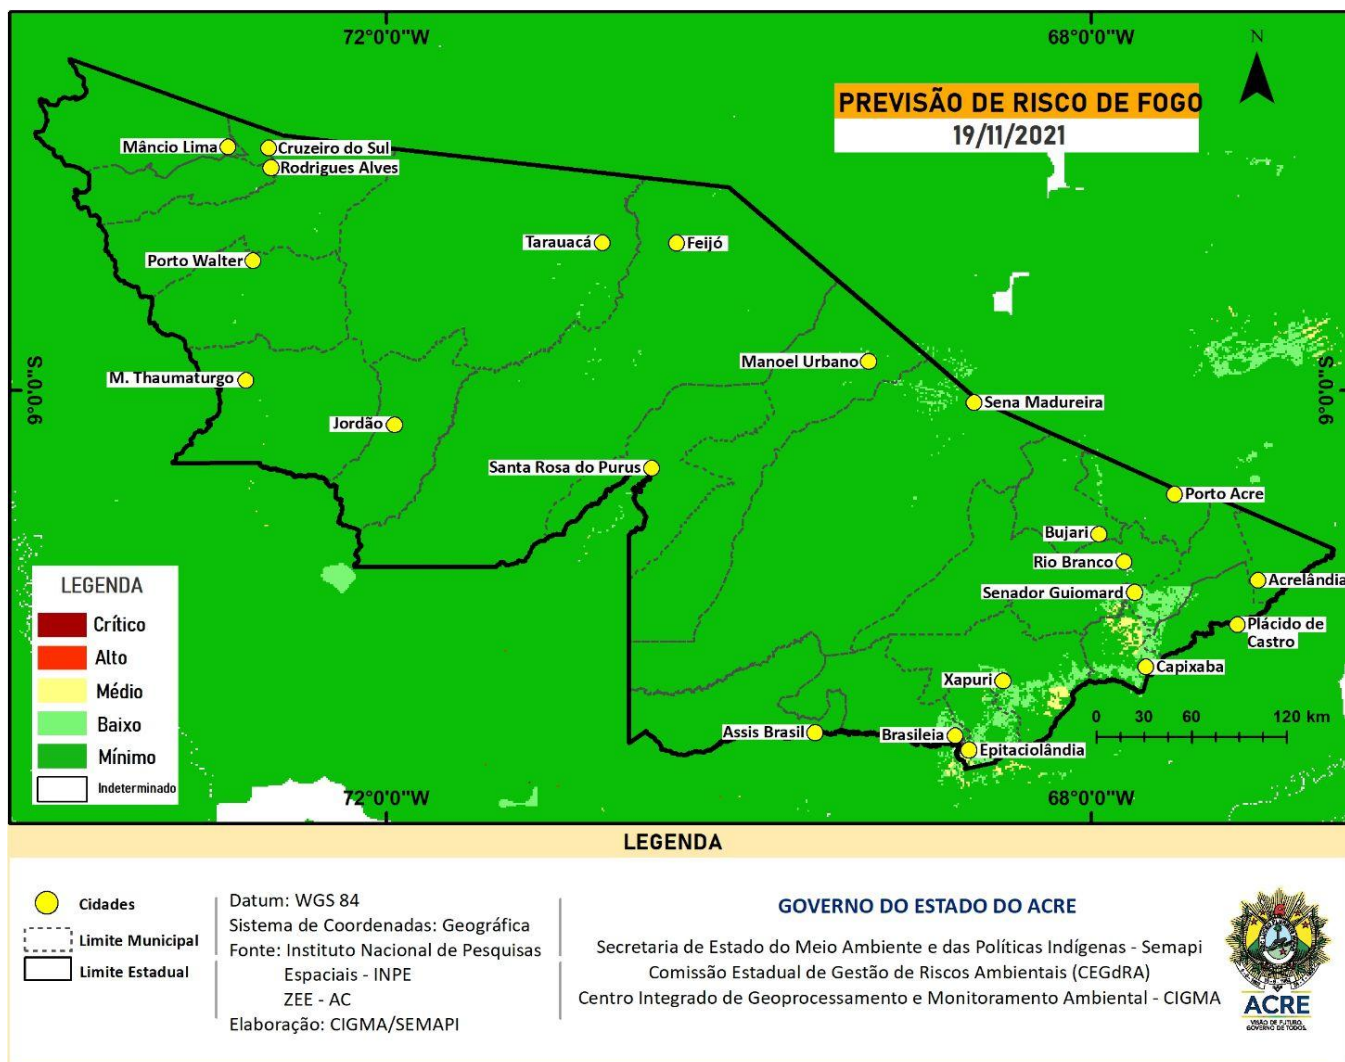 72°0'0"W
68°0'0"W
N
PREVISÃO DE RISCO DE FOGO
19/11/2021
Mâncio Lima
Cruzeiro do Sul
Rodrigues Alves
Tarauacá
Feijó
Porto Walter
Manoel Urbano
9°0'0"S
9°0'0"S
M. Thaumaturgo
Sena Madureira
Jordão
Santa Rosa do Purus
Porto Acre
Bujari
Rio Branco
Acrelândia
Senador Guiomard
Plácido de
Castro
Capixaba
Xapuri
Assis Brasil
Brasileia
Epitaciolândia
0 30 60 120 km
72°0'0"W
68°0'0"W
LEGENDA
Crítico
Alto
Médio
Baixo
Mínimo
Indeterminado
LEGENDA
Cidades
Limite Municipal
Limite Estadual
Datum: WGS 84
Sistema de Coordenadas: Geográfica
Fonte: Instituto Nacional de Pesquisas
Espaciais - INPE
ZEE - AC
Elaboração: CIGMA/SEMAPI
GOVERNO DO ESTADO DO ACRE
Secretaria de Estado do Meio Ambiente e das Políticas Indígenas - Semapi
Comissão Estadual de Gestão de Riscos Ambientais (CEGdRA)
Centro Integrado de Geoprocessamento e Monitoramento Ambiental - CIGMA
ACRE
VISÃO DE FUTURO,
GOVERNO DE TODOS.